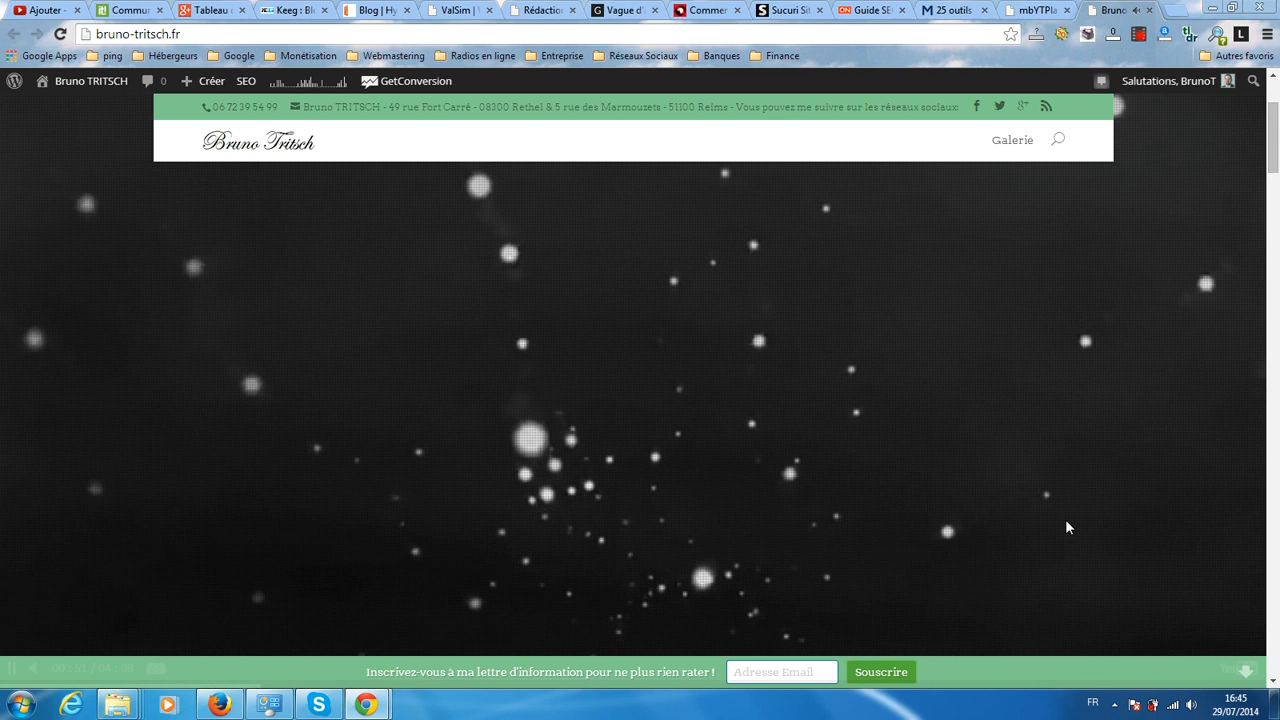 Ajouter -
Commun
Tableau d
Keeg : B
Blog | Hy
ValSim | V
Rédactio
Vague d'
Commer
Sucuri Sit
Guide SE
25 outils
mbYTPla
Bruno
bruno-tritsch.fr
Google Apps ping Hébergeurs Google Monétisation Webmastering Radios en ligne Entreprise Réseaux Sociaux Banques Finance Autres favoris
Bruno TRITSCH 0 Créer SEO GetConversion Salutations, BrunoT
06 72 39 54 99 Bruno TRITSCH - 49 rue Fort Carré - 08300 Rethel & 5 rue des Marmouzets - 51100 Reims - Vous pouvez me suivre sur les réseaux sociaux:
Bruno Tritsch Galerie
Inscrivez-vous à ma lettre d'information pour ne plus rien rater ! Adresse Email Souscrire
FR 16:45
29/07/2014